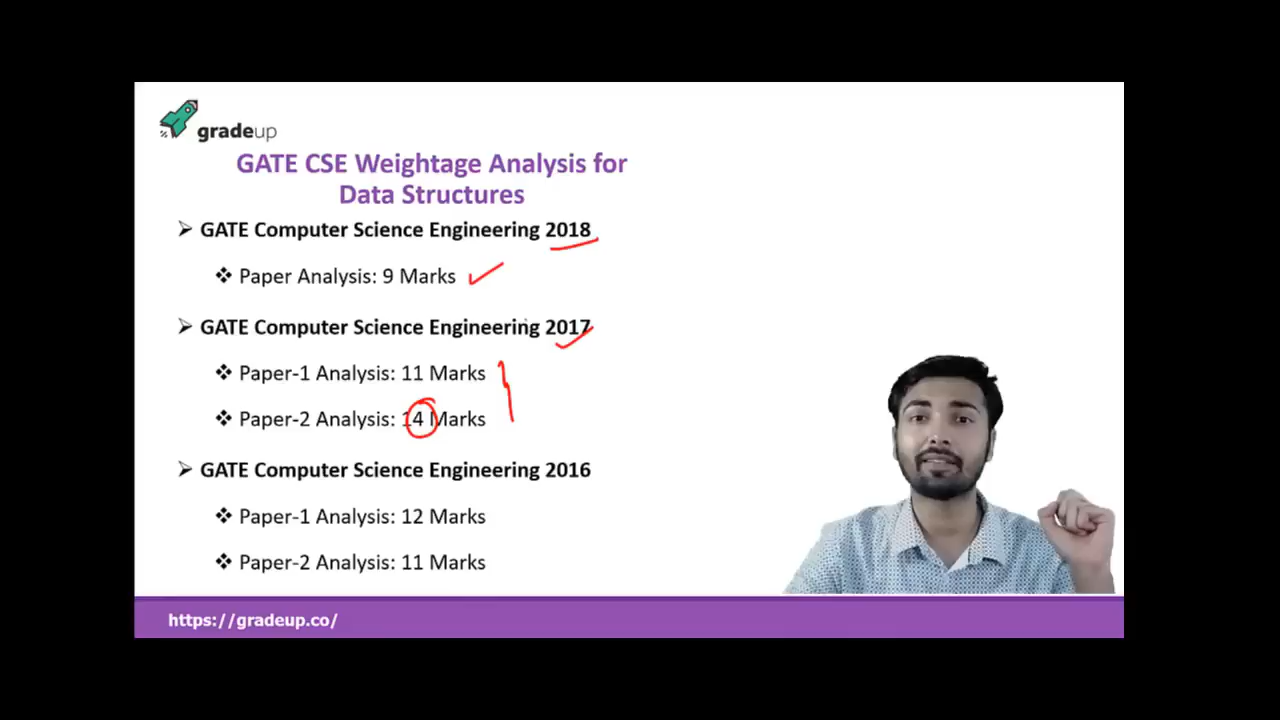 gradeup
GATE CSE Weightage Analysis for
Data Structures
GATE Computer Science Engineering 2018
Paper Analysis: 9 Marks
GATE Computer Science Engineering 2017
Paper-1 Analysis: 11 Marks
Paper-2 Analysis: 14 Marks
GATE Computer Science Engineering 2016
Paper-1 Analysis: 12 Marks
Paper-2 Analysis: 11 Marks
https://gradeup.co/